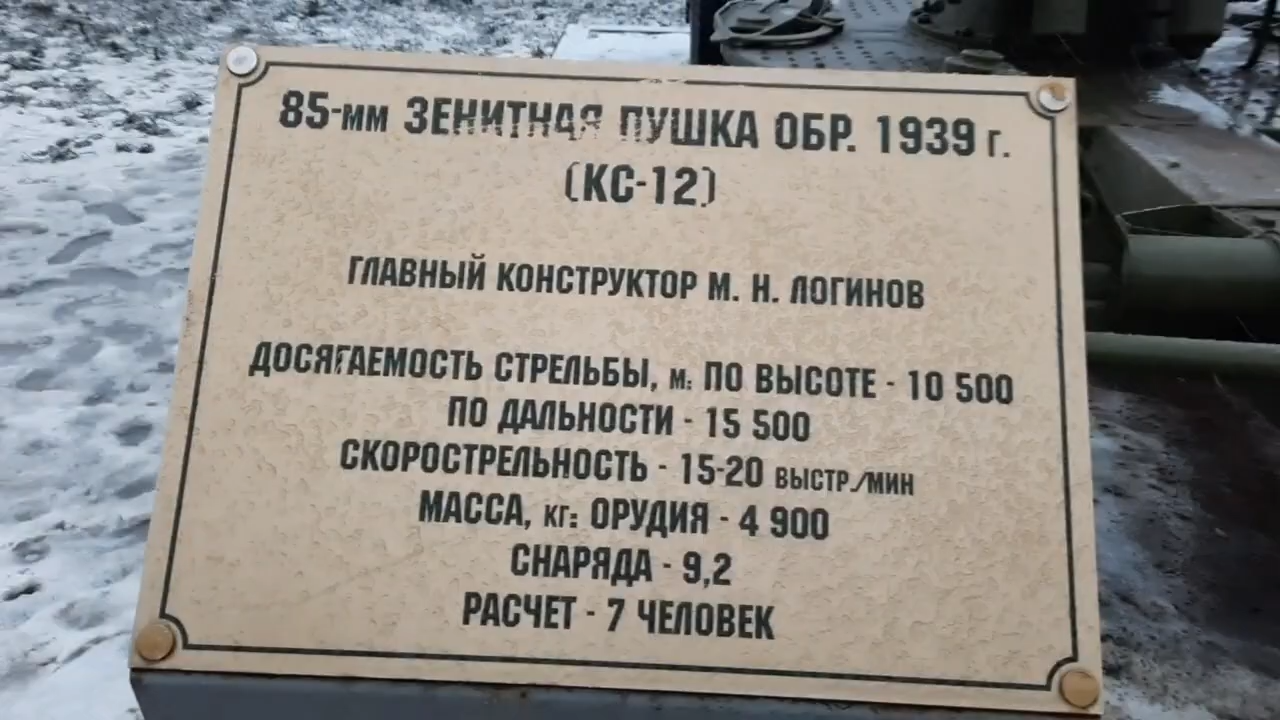 85-мм ЗЕНИТНАЯ ПУШКА ОБР. 1939 г.
(КС-12)
ГЛАВНЫЙ КОНСТРУКТОР М. Н. ЛОГИНОВ
ДОСЯГАЕМОСТЬ СТРЕЛЬБЫ, м: ПО ВЫСОТЕ - 10 500
ПО ДАЛЬНОСТИ - 15 500
СКОРОСТРЕЛЬНОСТЬ - 15-20 ВЫСТР./МИН
МАССА, КГ: ОРУДИЯ - 4 900
СНАРЯДА - 9,2
РАСЧЕТ - 7 ЧЕЛОВЕК